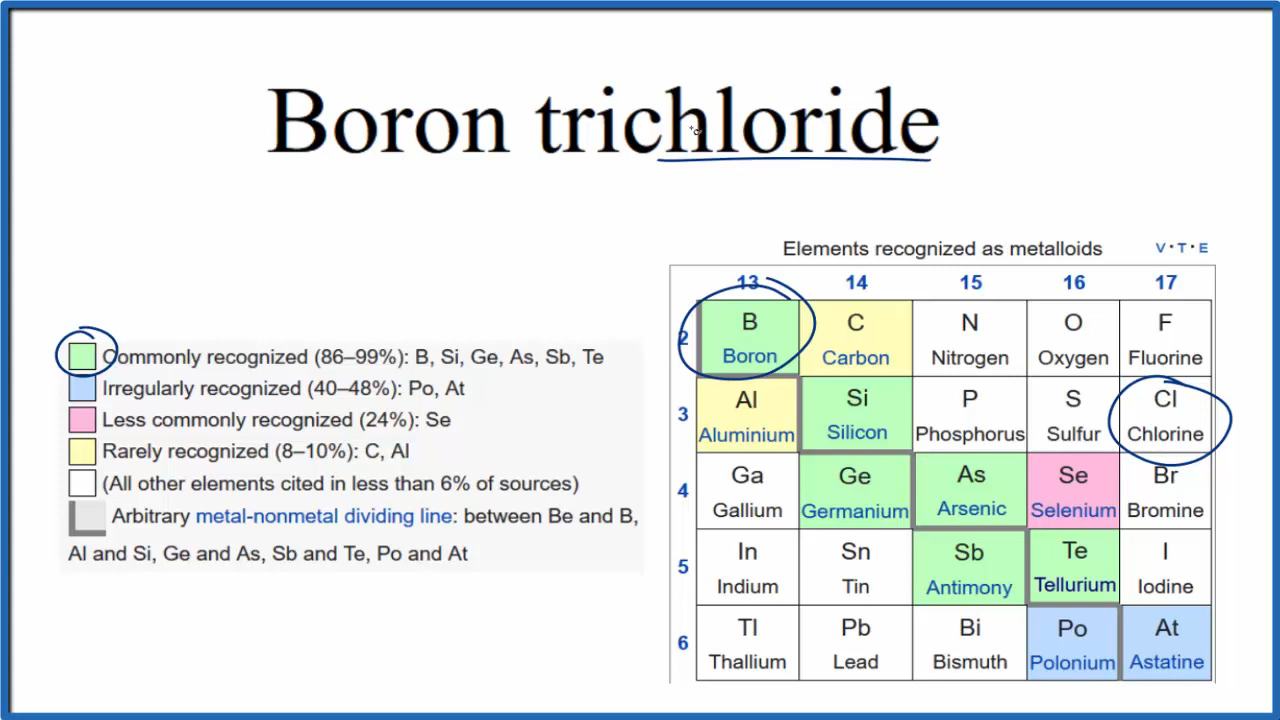 Boron trichloride
Elements recognized as metalloids V·T·E
13 14 15 16 17
2 B C N O F
Boron Carbon Nitrogen Oxygen Fluorine
3 Al Si P S Cl
Aluminium Silicon Phosphorus Sulfur Chlorine
4 Ga Ge As Se Br
Gallium Germanium Arsenic Selenium Bromine
5 In Sn Sb Te I
Indium Tin Antimony Tellurium Iodine
6 Tl Pb Bi Po At
Thallium Lead Bismuth Polonium Astatine
Commonly recognized (86–99%): B, Si, Ge, As, Sb, Te
Irregularly recognized (40–48%): Po, At
Less commonly recognized (24%): Se
Rarely recognized (8–10%): C, Al
(All other elements cited in less than 6% of sources)
Arbitrary metal-nonmetal dividing line: between Be and B,
Al and Si, Ge and As, Sb and Te, Po and At